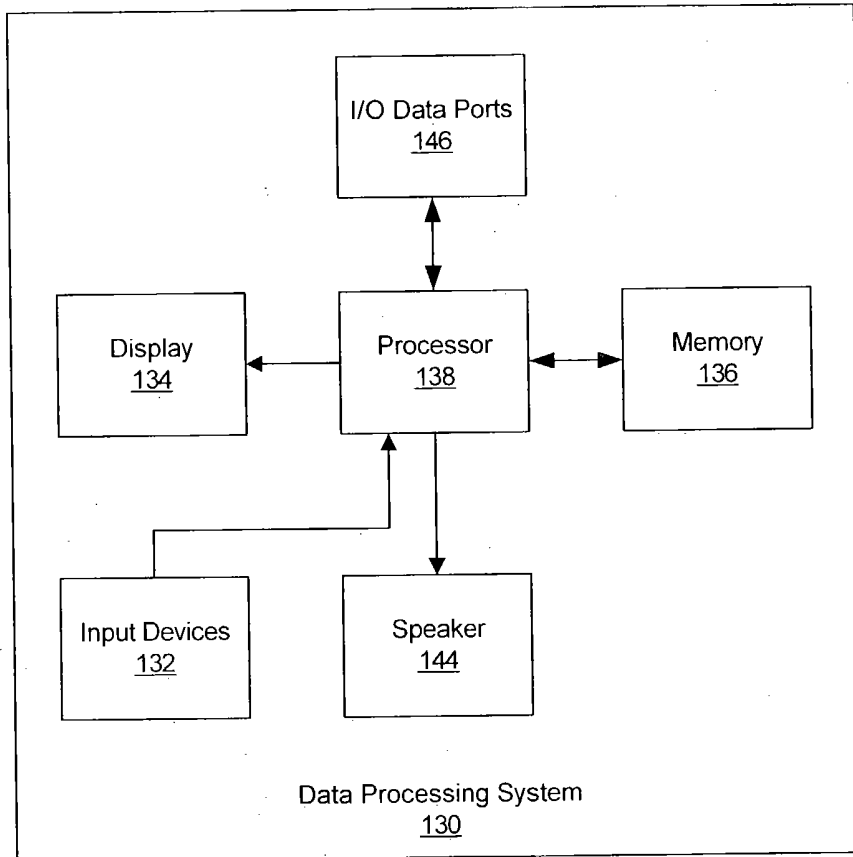 I/O Data Ports
146
Display
134
Processor
138
Memory
136
Input Devices
132
Speaker
144
Data Processing System
130